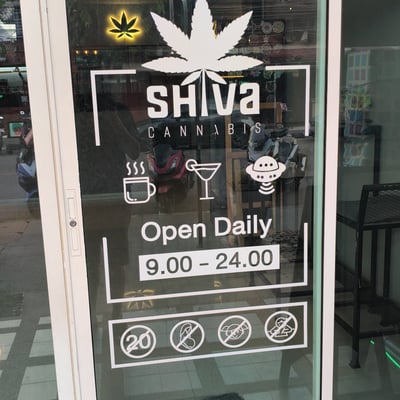 SHIVa
CANNABIS
Open Daily
9.00 - 24.00
20